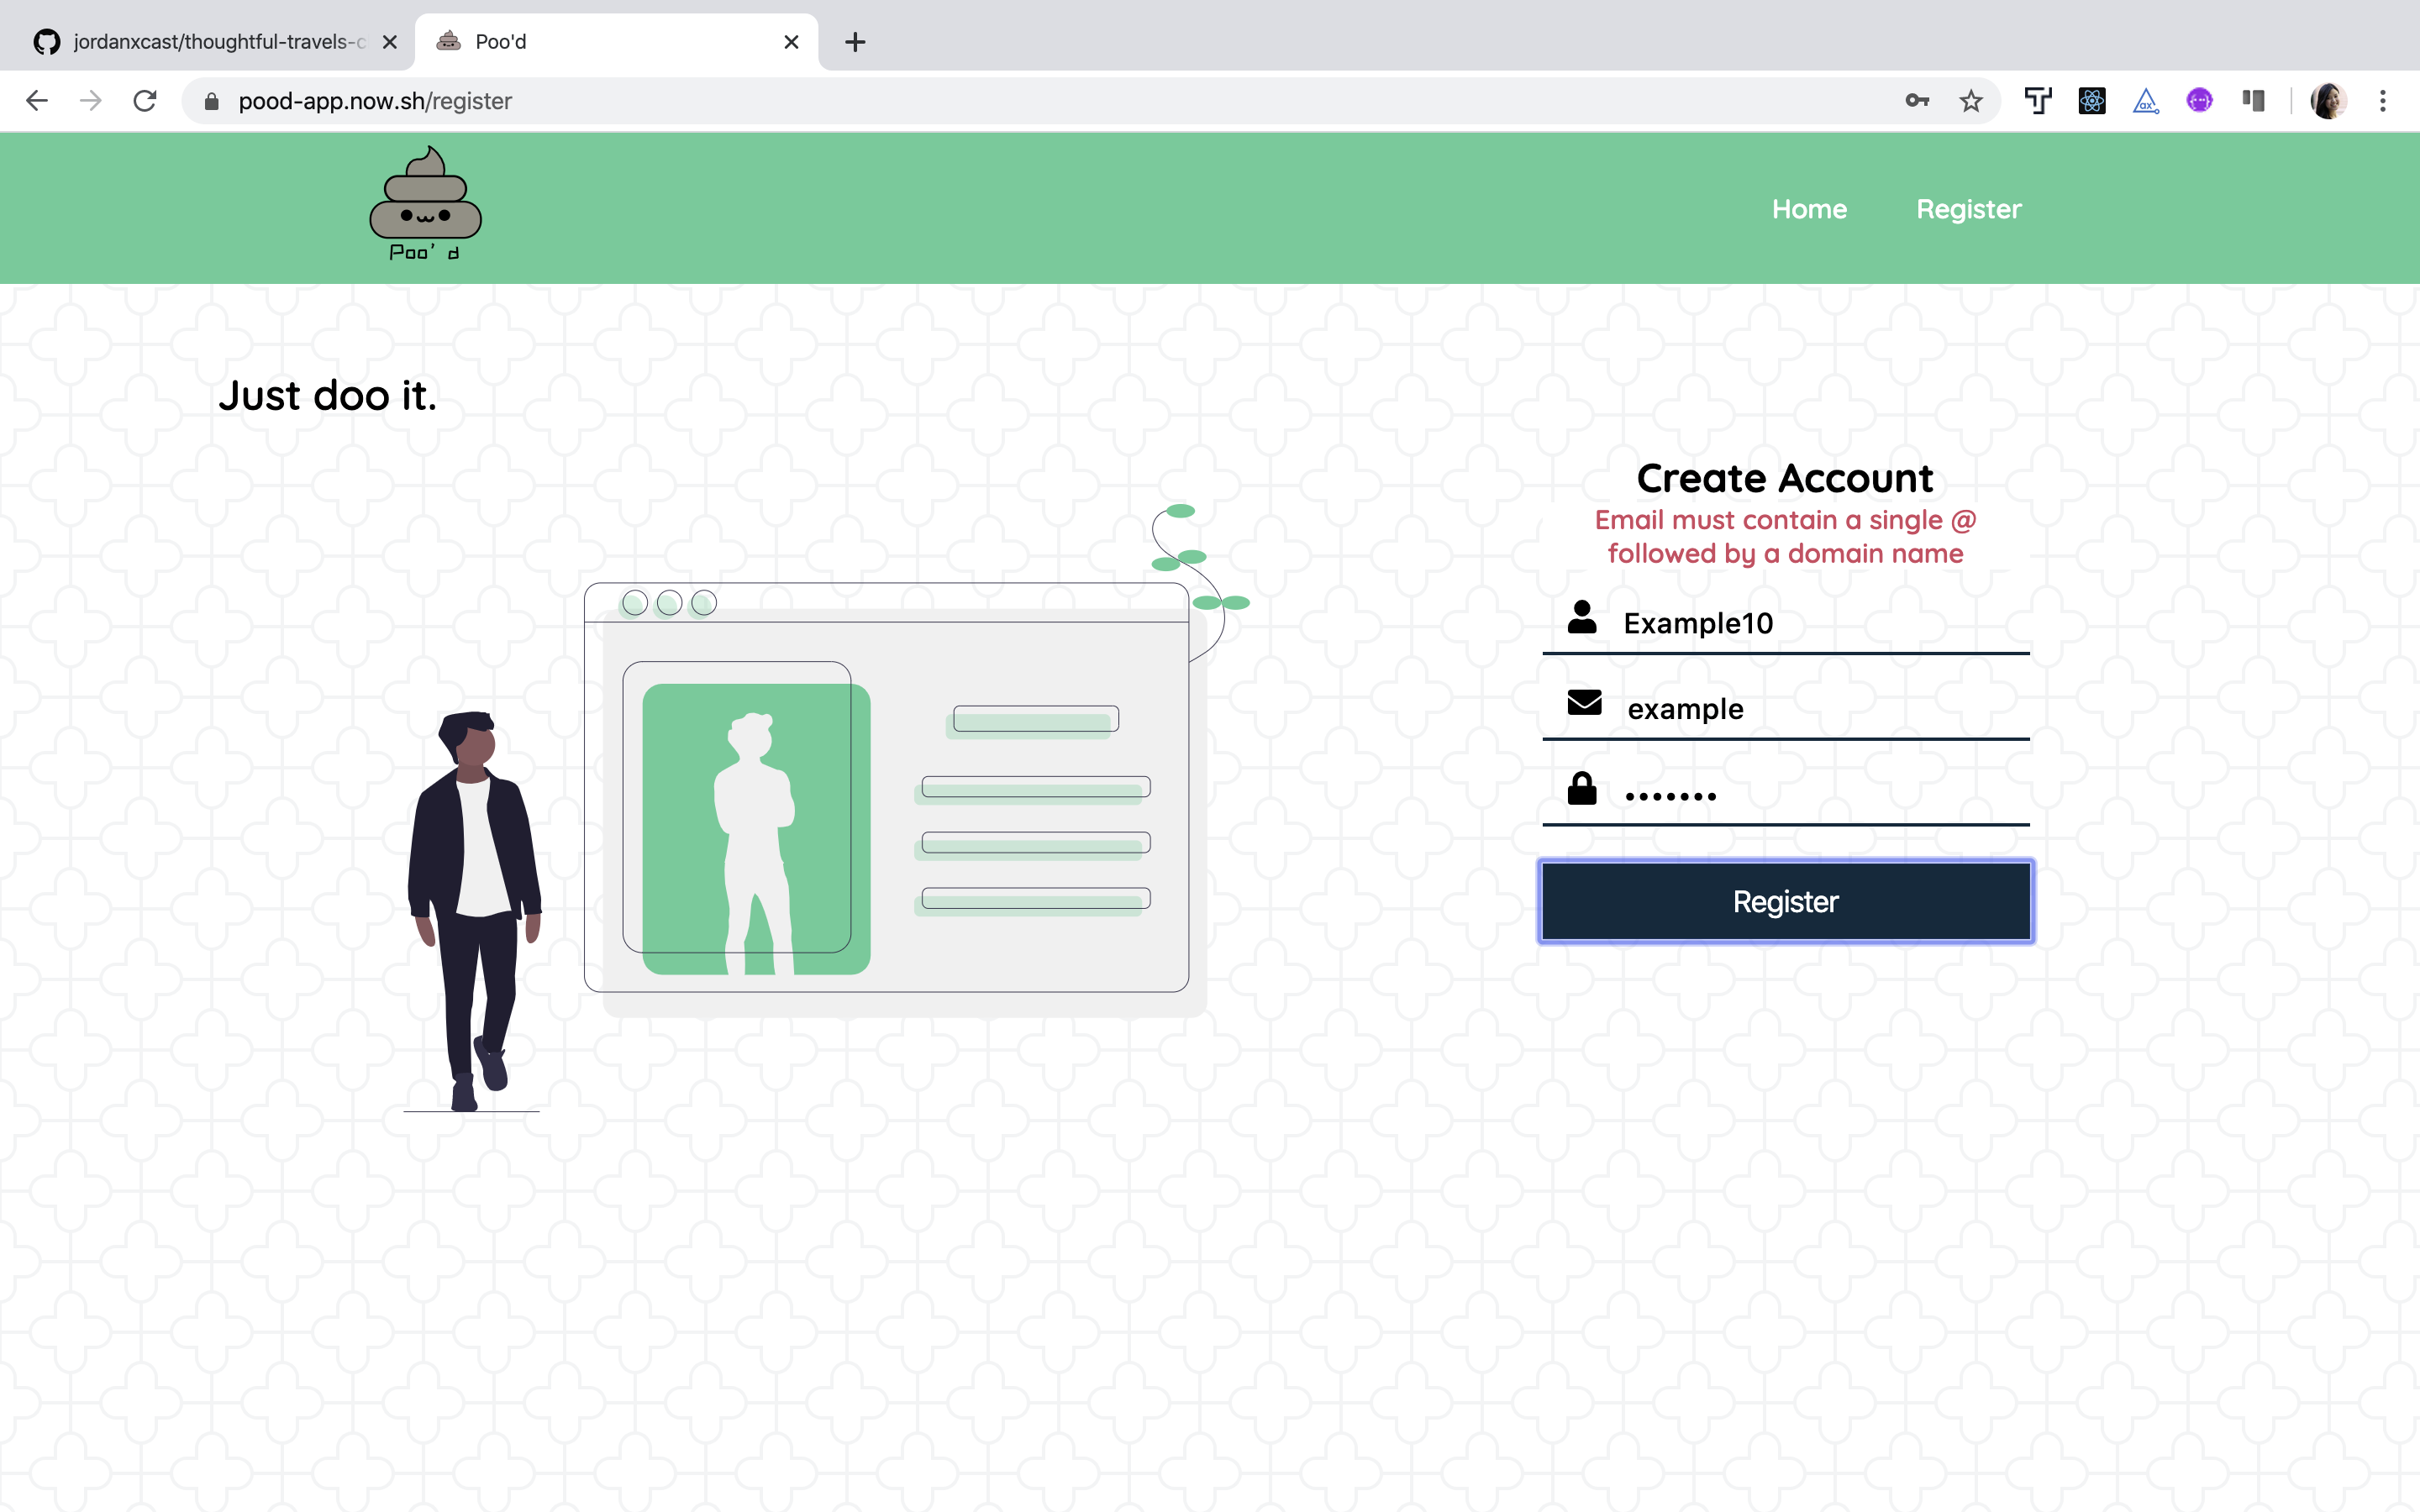 jordanxcast/thoughtful-travels-c
Poo'd
pood-app.now.sh/register
Poo'd
Home
Register
Just doo it.
Create Account
Email must contain a single @
followed by a domain name
Example10
example
Register